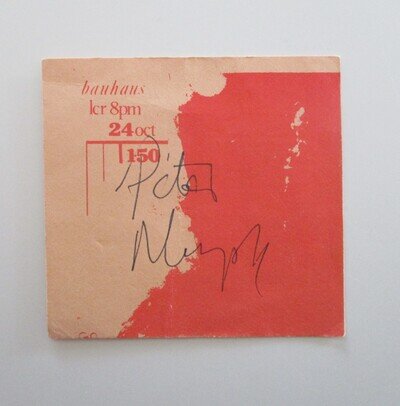 bauhaus
lcr 8pm
24 oct
150
Peter
Murphy